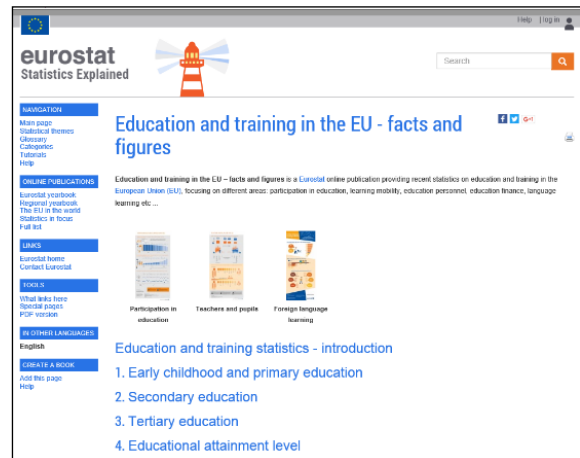 Help | log in
eurostat
Statistics Explained
Search
NAVIGATION
Main page
Statistical themes
Glossary
Categories
Tutorials
Help
ONLINE PUBLICATIONS
Eurostat yearbook
Regional yearbook
The EU in the world
Statistics in focus
Full list
LINKS
Eurostat home
Contact Eurostat
TOOLS
What links here
Special pages
PDF version
IN OTHER LANGUAGES
English
CREATE A BOOK
Add this page
Help
Education and training in the EU - facts and
figures
f G+
Education and training in the EU – facts and figures is a Eurostat online publication providing recent statistics on education and training in the
European Union (EU), focusing on different areas: participation in education, learning mobility, education personnel, education finance, language
learning etc ...
Participation in
education
Teachers and pupils
Foreign language
learning
Education and training statistics - introduction
1. Early childhood and primary education
2. Secondary education
3. Tertiary education
4. Educational attainment level